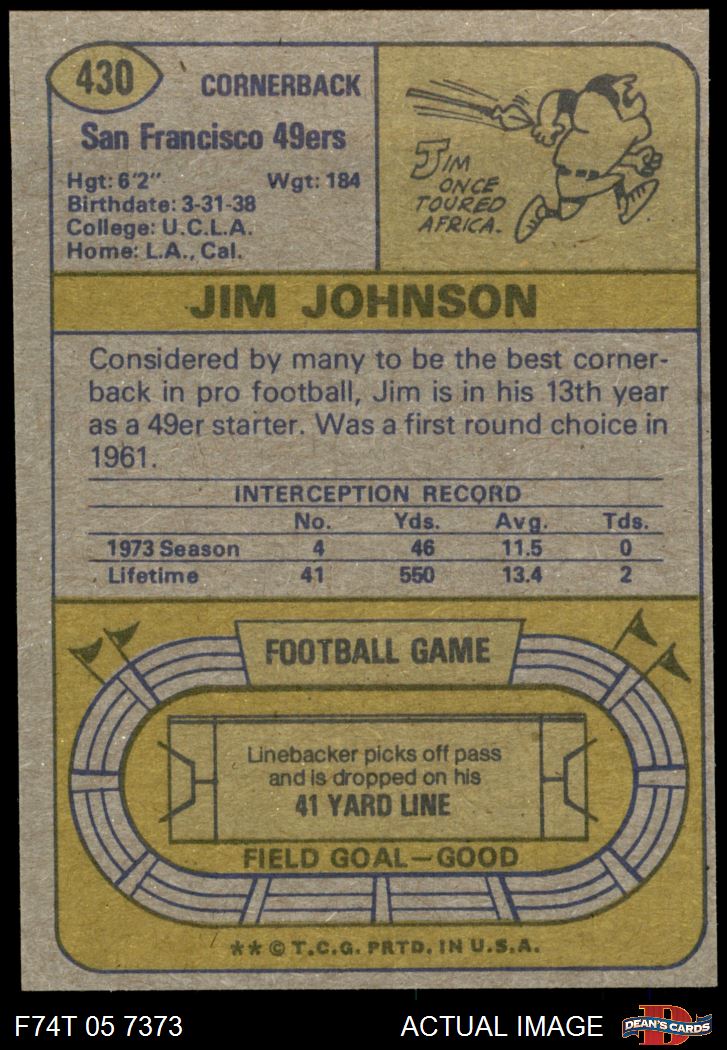 430
CORNERBACK
San Francisco 49ers
Hgt: 6'2" Wgt: 184
Birthdate: 3-31-38
College: U.C.L.A.
Home: L.A., Cal.
JIM
ONCE
TOURED
AFRICA.
JIM JOHNSON
Considered by many to be the best corner-
back in pro football, Jim is in his 13th year
as a 49er starter. Was a first round choice in
1961.
INTERCEPTION RECORD
No. Yds. Avg. Tds.
1973 Season 4 46 11.5 0
Lifetime 41 550 13.4 2
FOOTBALL GAME
Linebacker picks off pass
and is dropped on his
41 YARD LINE
FIELD GOAL—GOOD
** © T.C.G. PRTD. IN U.S.A.
F74T 05 7373 ACTUAL IMAGE
D
DEAN'S CARDS